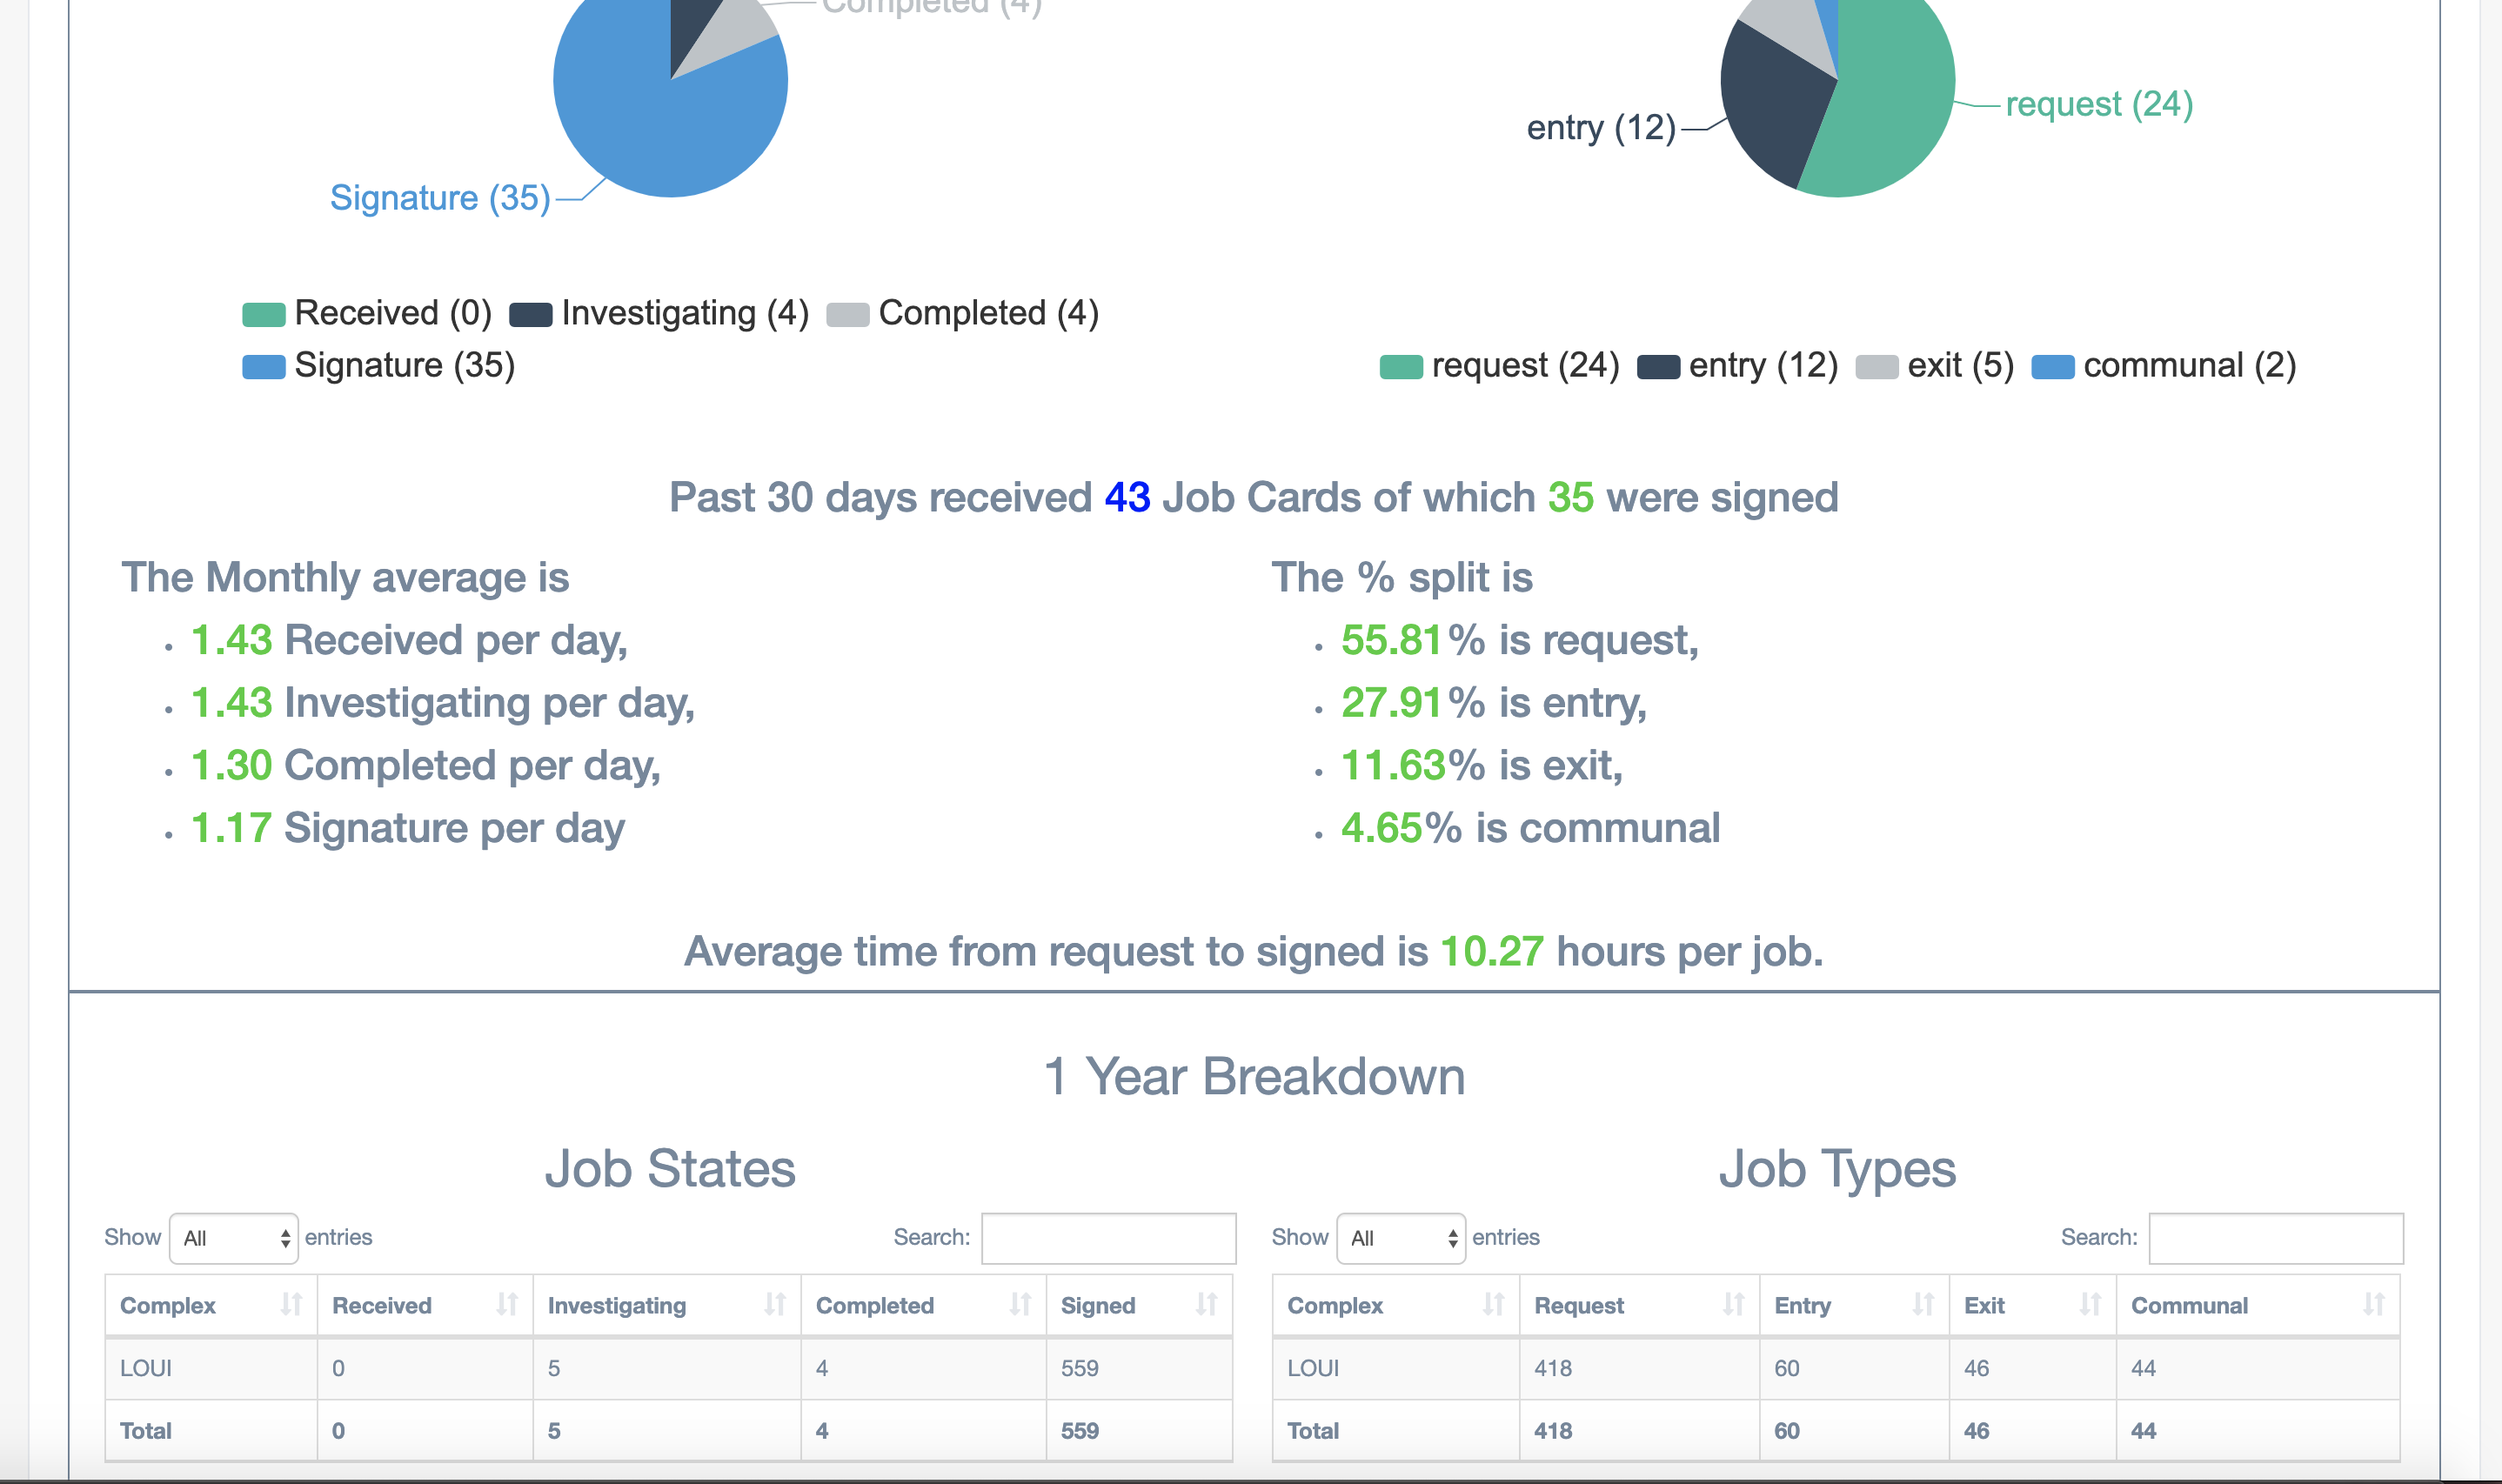 Completed (4)
request (24)
entry (12)
Signature (35)
Received (0) Investigating (4) Completed (4)
Signature (35)
request (24) entry (12) exit (5) communal (2)
Past 30 days received 43 Job Cards of which 35 were signed
The Monthly average is
1.43 Received per day,
1.43 Investigating per day,
1.30 Completed per day,
1.17 Signature per day
The % split is
55.81% is request,
27.91% is entry,
11.63% is exit,
4.65% is communal
Average time from request to signed is 10.27 hours per job.
1 Year Breakdown
Job States
Show All entries Search:
Complex Received Investigating Completed Signed
LOUI 0 5 4 559
Total 0 5 4 559
Job Types
Show All entries Search:
Complex Request Entry Exit Communal
LOUI 418 60 46 44
Total 418 60 46 44